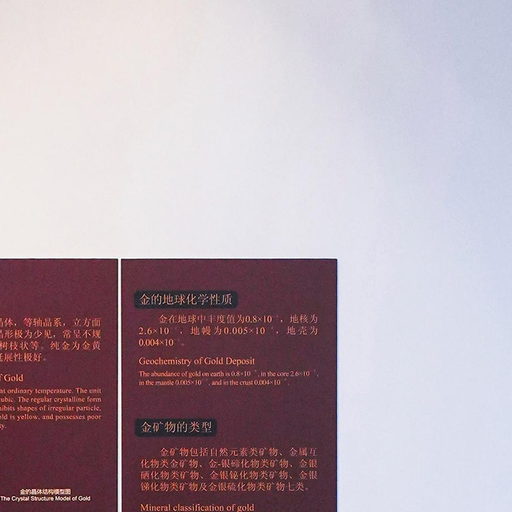 晶体，等轴晶系，立方面
晶形极为少见，常呈不规
树枝状等。纯金为金黄
延展性极好。
f Gold
at ordinary temperature. The unit
cubic. The regular crystalline form
hibits shapes of irregular particle,
old is yellow, and possesses poor
金的晶体结构模型图
The Crystal Structure Model of Gold
金的地球化学性质
金在地球中丰度值为0.8×10，地核为
2.6×10，地幔为0.005×10，地壳为
0.004×10。
Geochemistry of Gold Deposit
The abundance of gold on earth is 0.8×10, in the core 2.6×10,
in the mantle 0.005×10, and in the crust 0.004×10.
金矿物的类型
金矿物包括自然元素类矿物、金属互
化物类金矿物、金-银碲化物类矿物、金银
硒化物类矿物、金银铋化物类矿物、金银
锑化物类矿物及金银硫化物类矿物七类。
Mineral classification of gold